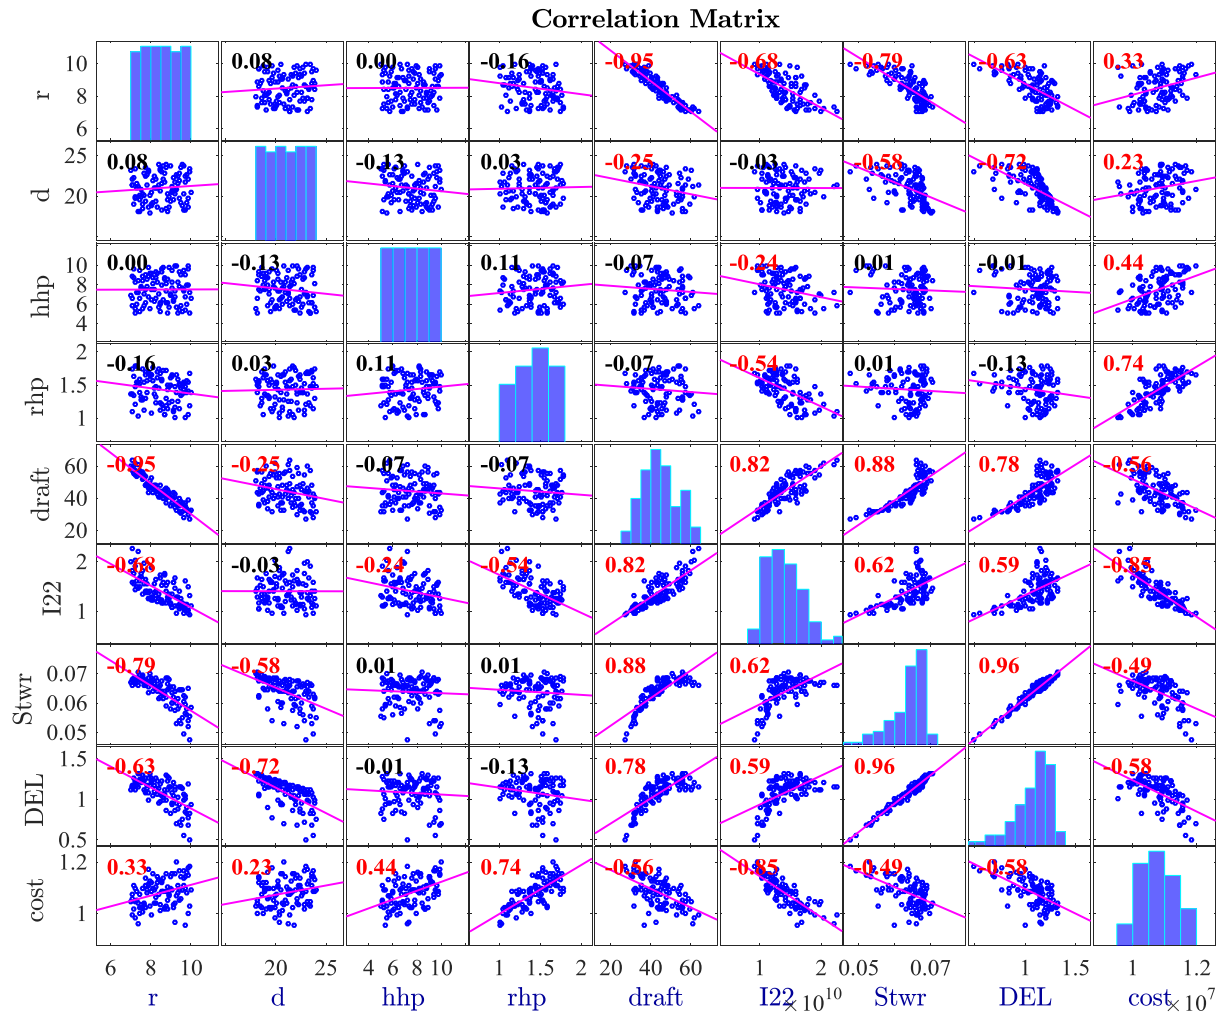 Correlation Matrix
r 10 8 6 0.08 0.00 -0.16 -0.95 -0.68 -0.79 -0.63 0.33
d 25 20 0.08 -0.13 0.03 -0.25 -0.03 -0.58 -0.72 0.23
hhp 10 8 6 4 0.00 -0.13 0.11 -0.07 -0.24 0.01 -0.01 0.44
rhp 2 1.5 1 -0.16 0.03 0.11 -0.07 -0.54 0.01 -0.13 0.74
draft 60 40 20 -0.95 -0.25 -0.07 -0.07 0.82 0.88 0.78 -0.56
I22 2 1 -0.68 -0.03 -0.24 -0.54 0.82 0.62 0.59 -0.85
Stwr 0.07 0.06 0.05 -0.79 -0.58 0.01 0.01 0.88 0.62 0.96 -0.49
DEL 1.5 1 0.5 -0.63 -0.72 -0.01 -0.13 0.78 0.59 0.96 -0.58
cost 1.2 1 0.33 0.23 0.44 0.74 -0.56 -0.85 -0.49 -0.58
6 8 10 20 25 4 6 8 10 1 1.5 2 20 40 60 1 2 0.05 0.07 1 1.5 1 1.2
r d hhp rhp draft I22 ×10^10 Stwr DEL cost ×10^7